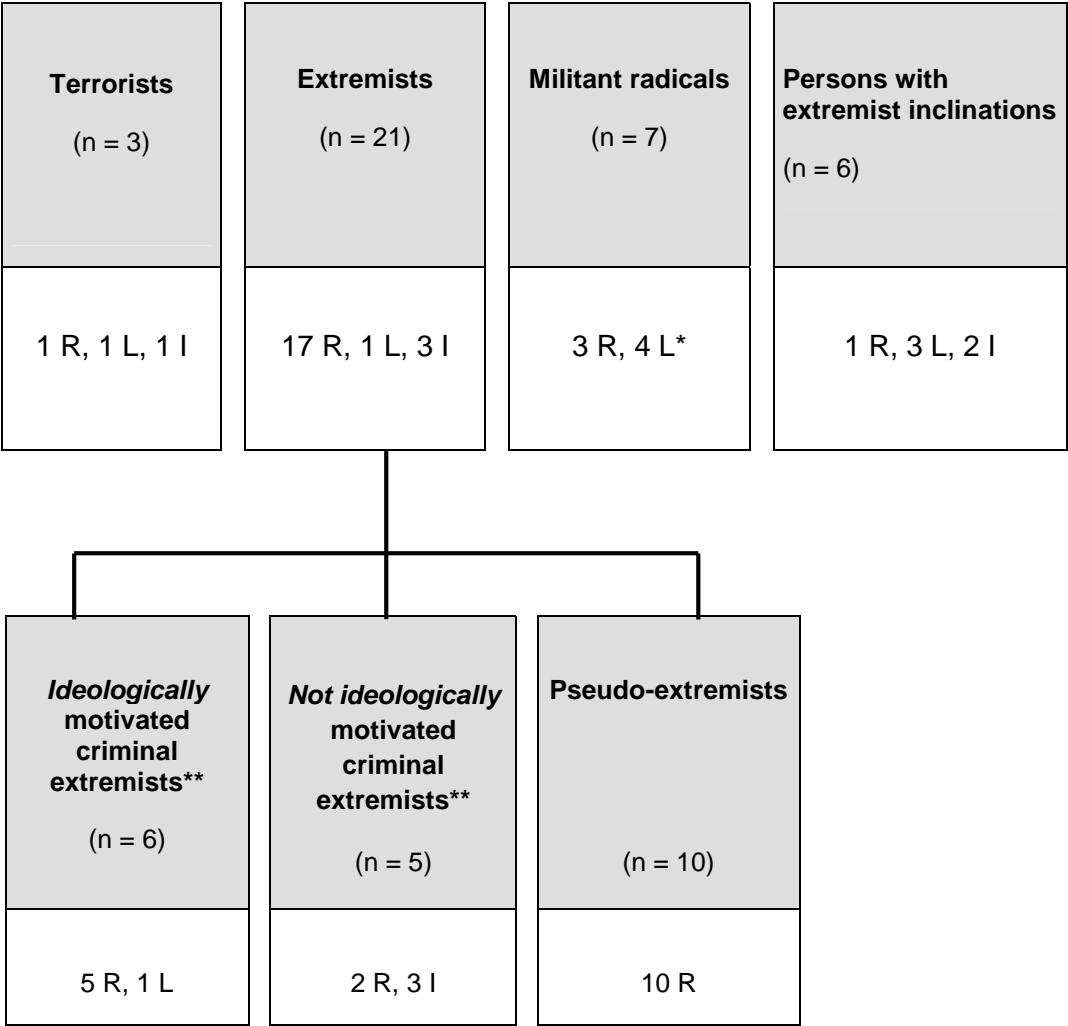 Terrorists
(n = 3)
1 R, 1 L, 1 I
Extremists
(n = 21)
17 R, 1 L, 3 I
Militant radicals
(n = 7)
3 R, 4 L*
Persons with
extremist inclinations
(n = 6)
1 R, 3 L, 2 I
Ideologically
motivated
criminal
extremists**
(n = 6)
5 R, 1 L
Not ideologically
motivated
criminal
extremists**
(n = 5)
2 R, 3 I
Pseudo-extremists
(n = 10)
10 R